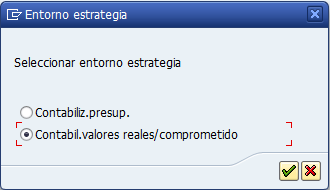 Entorno estrategia
Seleccionar entorno estrategia
Contabiliz.presup.
Contabil.valores reales/comprometido